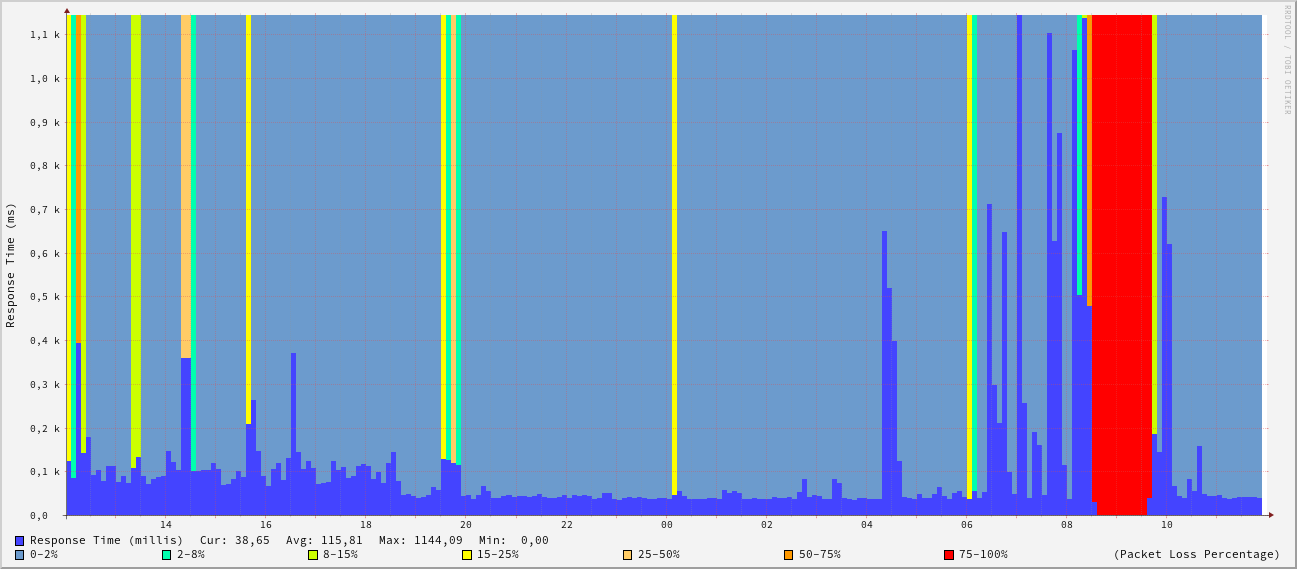 RRDTOOL / TOBI OETIKER
Response Time (ms)
1,1 k
1,0 k
0,9 k
0,8 k
0,7 k
0,6 k
0,5 k
0,4 k
0,3 k
0,2 k
0,1 k
0,0
14 16 18 20 22 00 02 04 06 08 10
Response Time (millis) Cur: 38,65 Avg: 115,81 Max: 1144,09 Min: 0,00
0-2% 2-8% 8-15% 15-25% 25-50% 50-75% 75-100% (Packet Loss Percentage)